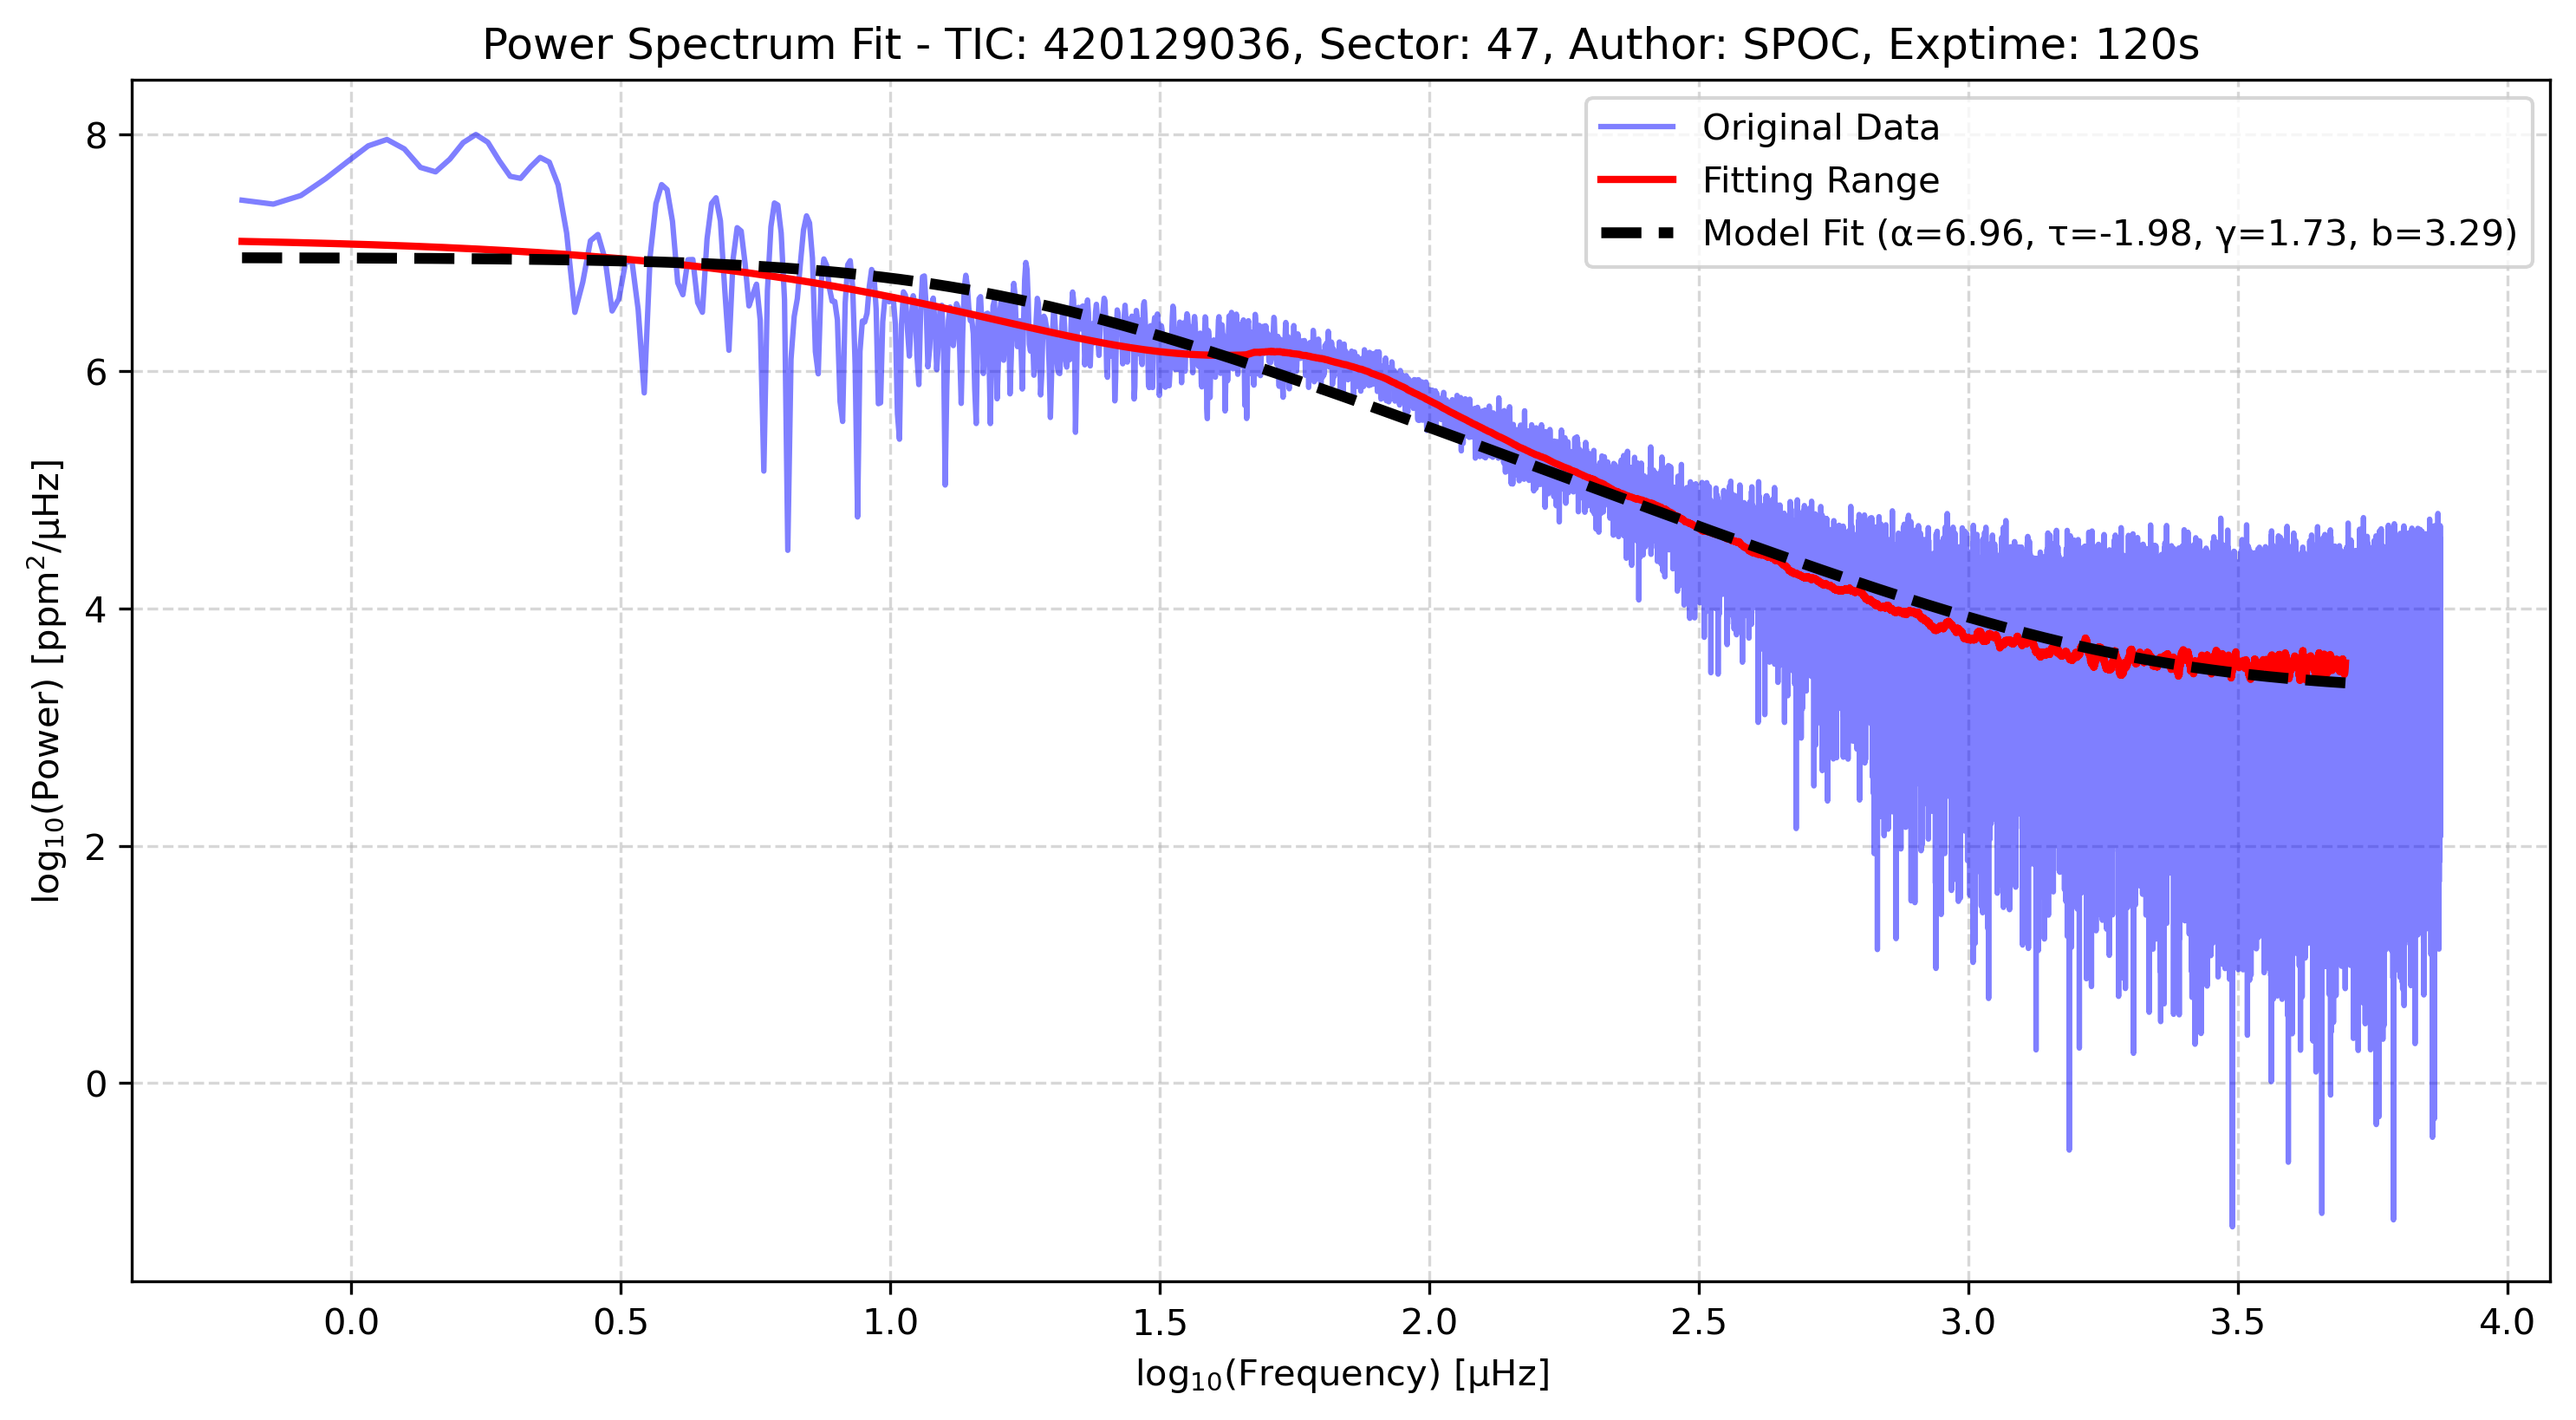 Power Spectrum Fit - TIC: 420129036, Sector: 47, Author: SPOC, Exptime: 120s
Original Data
Fitting Range
Model Fit (α=6.96, τ=-1.98, γ=1.73, b=3.29)
log₁₀(Power) [ppm²/μHz]
8
6
4
2
0
0.0 0.5 1.0 1.5 2.0 2.5 3.0 3.5 4.0
log₁₀(Frequency) [μHz]